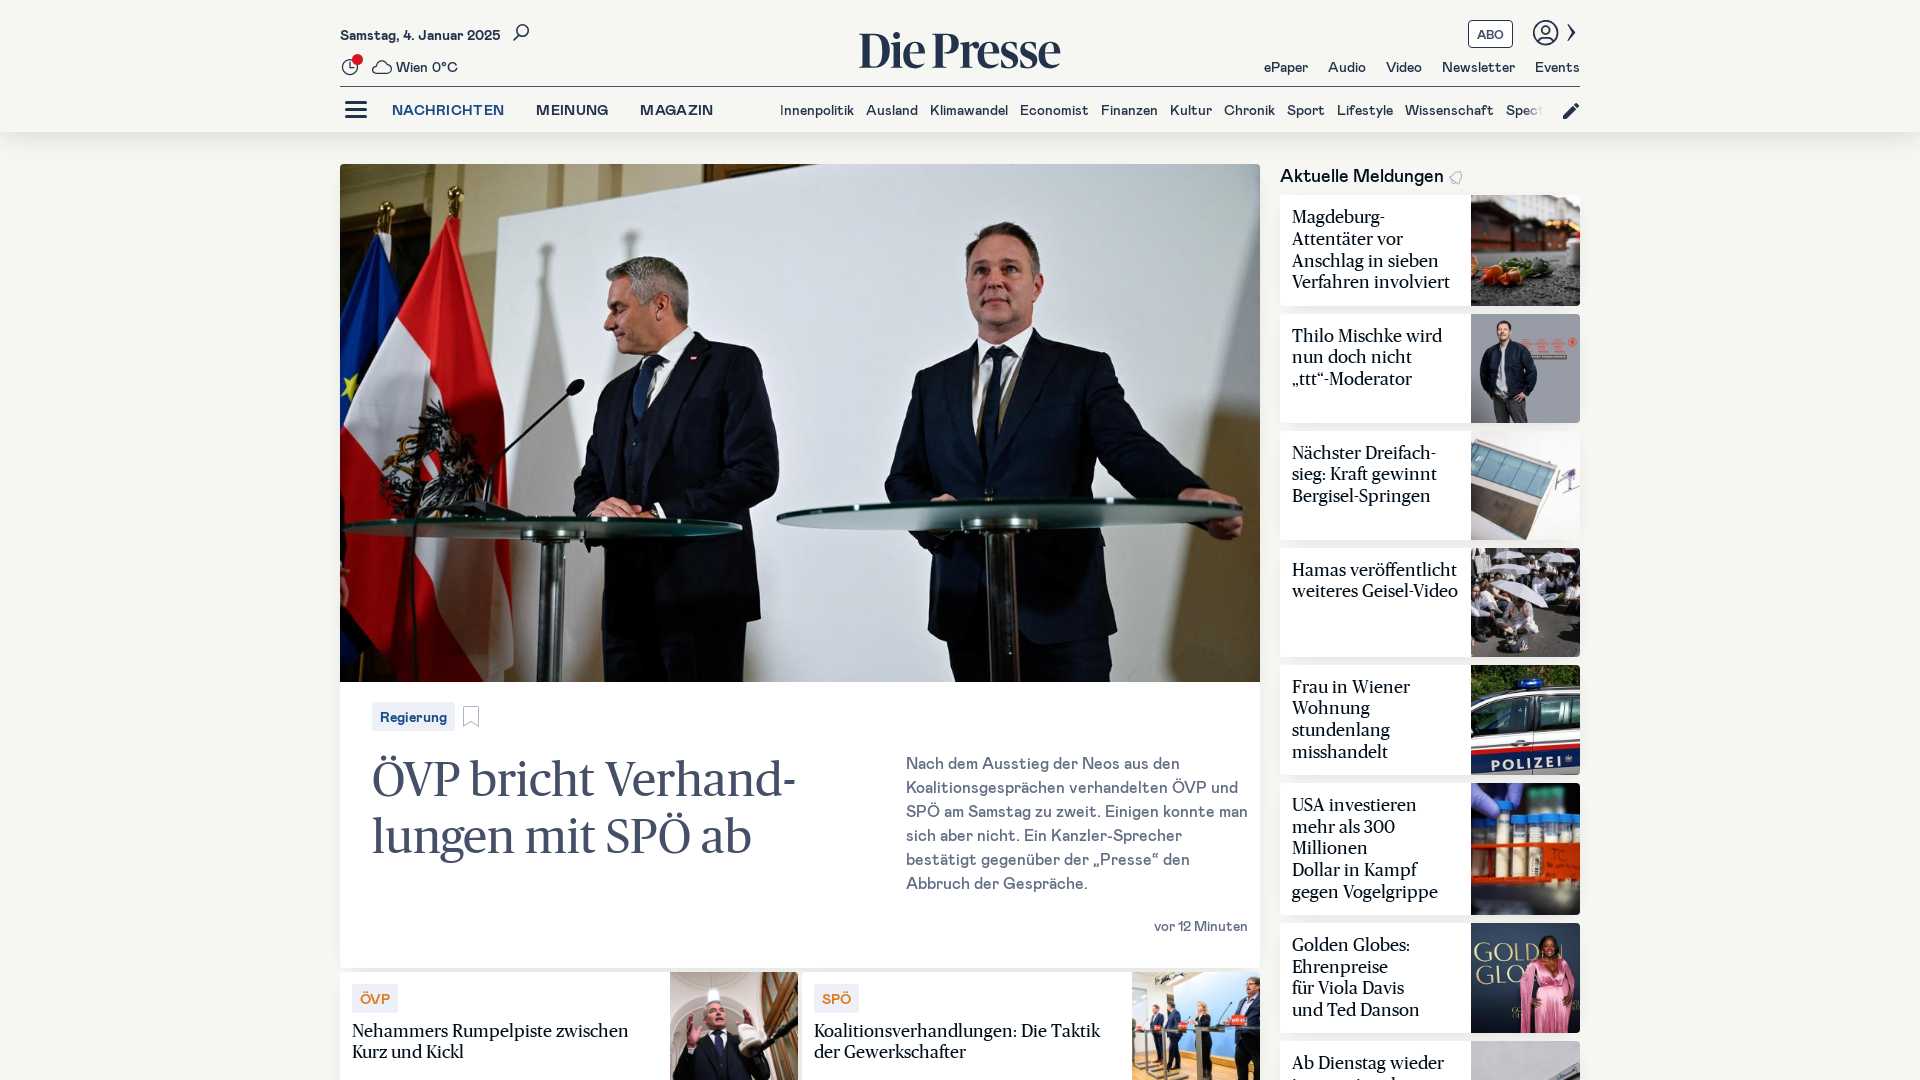 Samstag, 4. Januar 2025
Wien 0°C
Die Presse
ABO
ePaper Audio Video Newsletter Events
NACHRICHTEN MEINUNG MAGAZIN
Innenpolitik Ausland Klimawandel Economist Finanzen Kultur Chronik Sport Lifestyle Wissenschaft
Regierung
ÖVP bricht Verhand-
lungen mit SPÖ ab
Nach dem Ausstieg der Neos aus den
Koalitionsgesprächen verhandelten ÖVP und
SPÖ am Samstag zu zweit. Einigen konnte man
sich aber nicht. Ein Kanzler-Sprecher
bestätigt gegenüber der „Presse“ den
Abbruch der Gespräche.
vor 12 Minuten
ÖVP
Nehammers Rumpelpiste zwischen
Kurz und Kickl
SPÖ
Koalitionsverhandlungen: Die Taktik
der Gewerkschafter
Aktuelle Meldungen
Magdeburg-
Attentäter vor
Anschlag in sieben
Verfahren involviert
Thilo Mischke wird
nun doch nicht
„ttt“-Moderator
Nächster Dreifach-
sieg: Kraft gewinnt
Bergisel-Springen
Hamas veröffentlicht
weiteres Geisel-Video
Frau in Wiener
Wohnung
stundenlang
misshandelt
POLIZEI
USA investieren
mehr als 300
Millionen
Dollar in Kampf
gegen Vogelgrippe
Golden Globes:
Ehrenpreise
für Viola Davis
und Ted Danson
GOLDEN
Ab Dienstag wieder